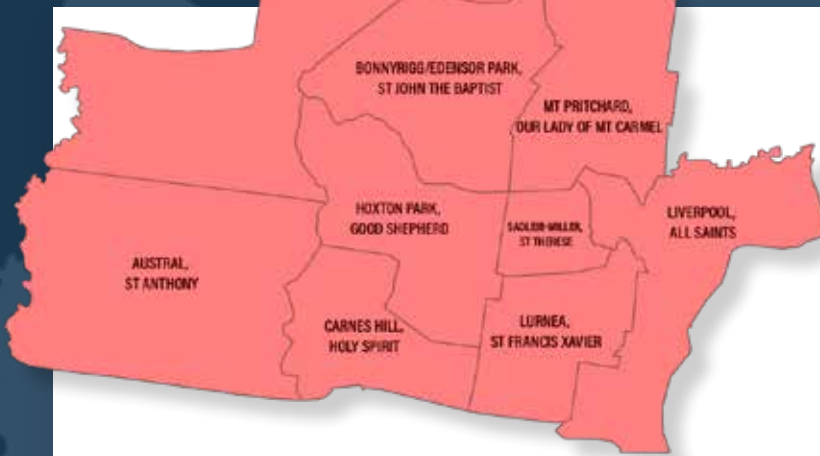 BONNYRIGG/EDENSOR PARK,
ST JOHN THE BAPTIST
MT PRITCHARD,
OUR LADY OF MT CARMEL
HOXTON PARK,
GOOD SHEPHERD
SADLEIR-MILLER,
ST THERESE
LIVERPOOL,
ALL SAINTS
AUSTRAL,
ST ANTHONY
CARNES HILL,
HOLY SPIRIT
LURNEA,
ST FRANCIS XAVIER